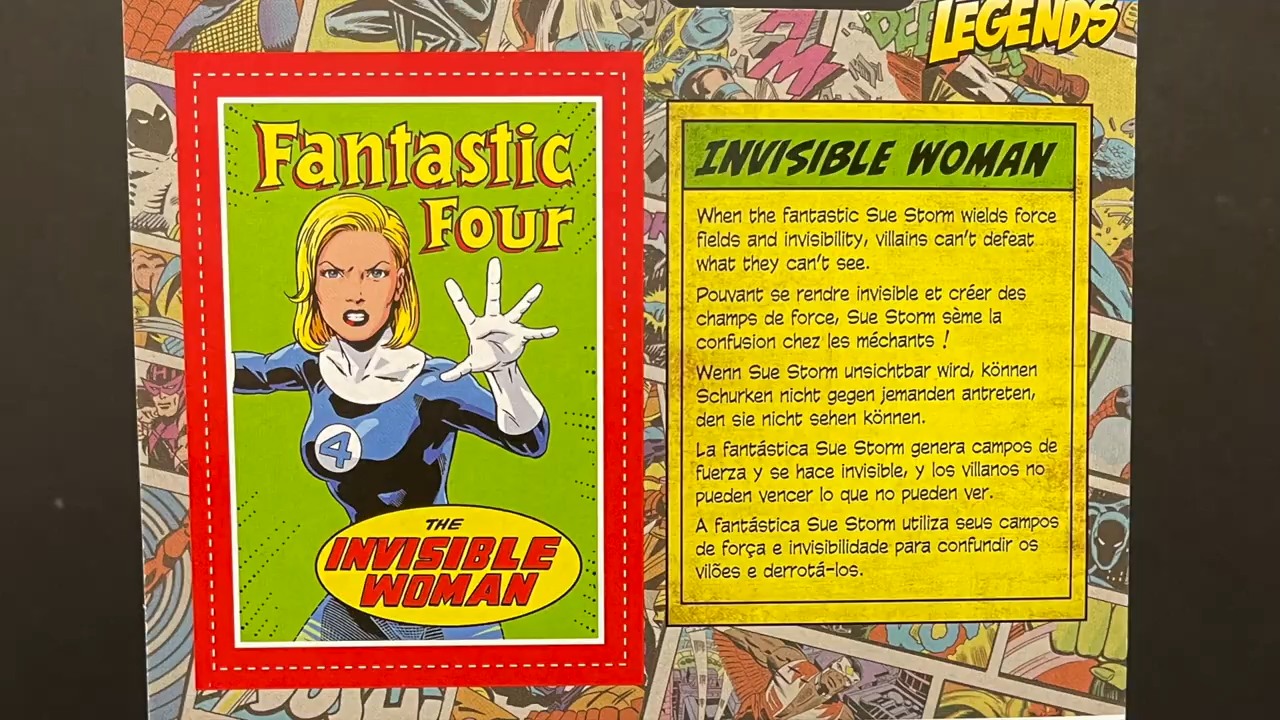 LEGENDS
Fantastic
Four
4
THE
INVISIBLE
WOMAN
INVISIBLE WOMAN
When the fantastic Sue Storm wields force
fields and invisibility, villains can't defeat
what they can't see.
Pouvant se rendre invisible et créer des
champs de force, Sue Storm sème la
confusion chez les méchants !
Wenn Sue Storm unsichtbar wird, können
Schurken nicht gegen jemanden antreten,
den sie nicht sehen können.
La fantástica Sue Storm genera campos de
fuerza y se hace invisible, y los villanos no
pueden vencer lo que no pueden ver.
A fantástica Sue Storm utiliza seus campos
de força e invisibilidade para confundir os
vilões e derrotá-los.